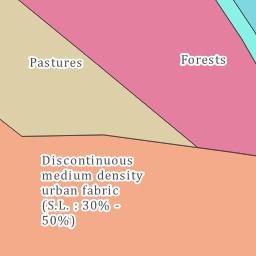 Pastures
Forests
Discontinuous
medium density
urban fabric
(S.L. : 30% -
50%)